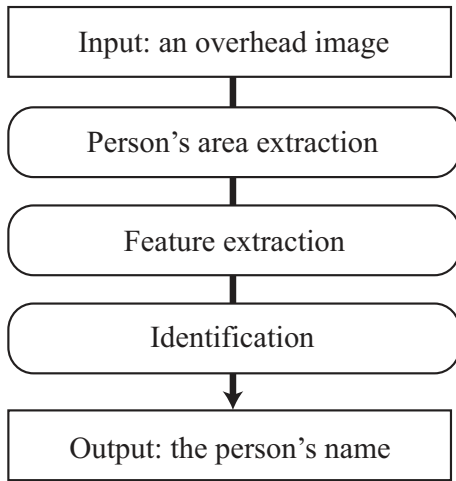 Input: an overhead image
Person’s area extraction
Feature extraction
Identification
Output: the person’s name